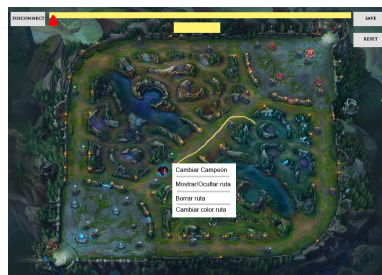 DISCONNECT
SAVE
RESET
Cambiar Campeón
Mostrar/Ocultar ruta
Borrar ruta
Cambiar color ruta